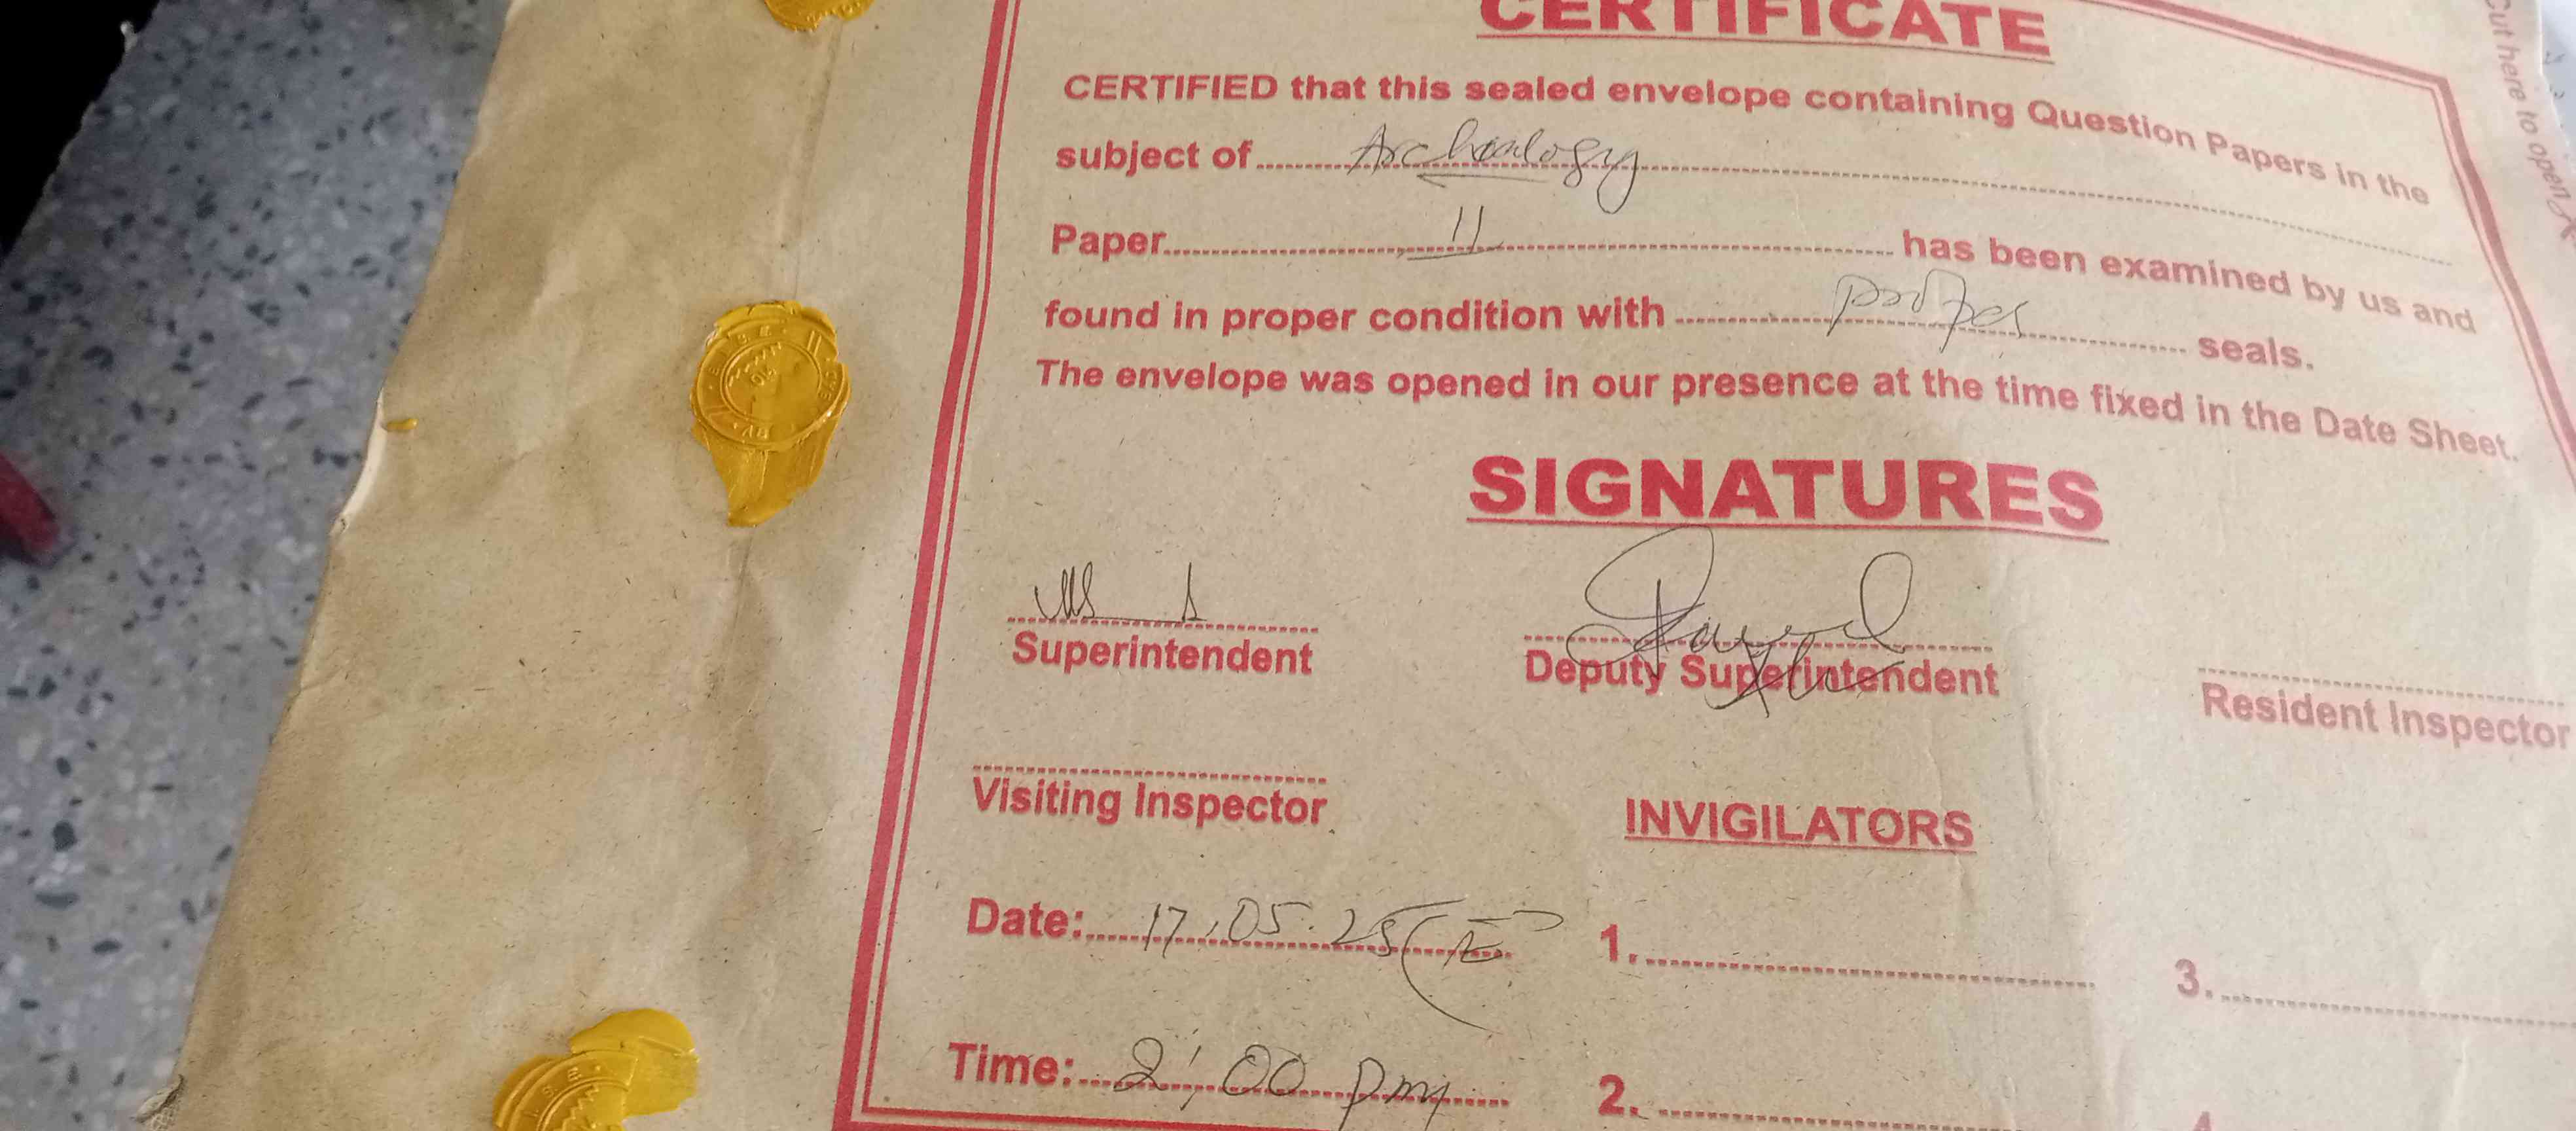 CERTIFICATE
CERTIFIED that this sealed envelope containing Question Papers in the
subject of Archealogy
Paper II has been examined by us and
found in proper condition with proper seals.
The envelope was opened in our presence at the time fixed in the Date Sheet.
SIGNATURES
Superintendent
Deputy Superintendent
Resident Inspector
Visiting Inspector
INVIGILATORS
Date: 17.05.25 (E)
1.
3.
Time: 2:00 pm
2.
Cut here to open